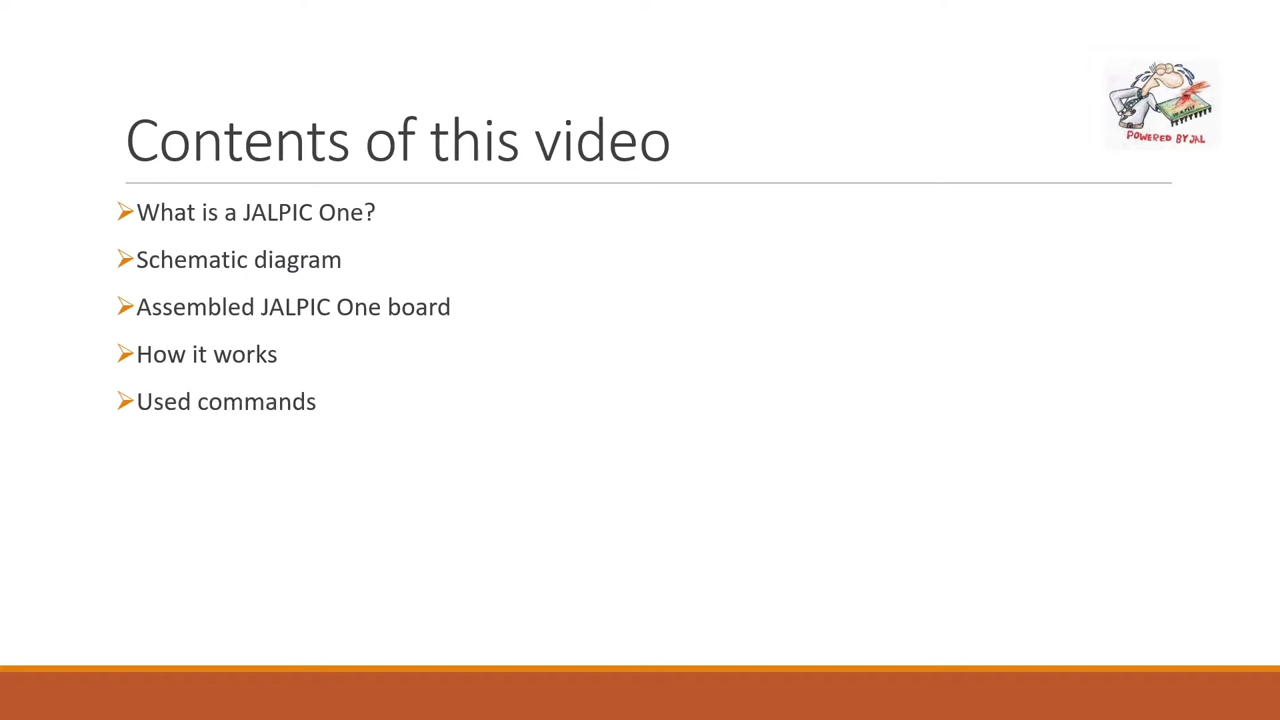 Contents of this video
POWERED BY JAL
What is a JALPIC One?
Schematic diagram
Assembled JALPIC One board
How it works
Used commands